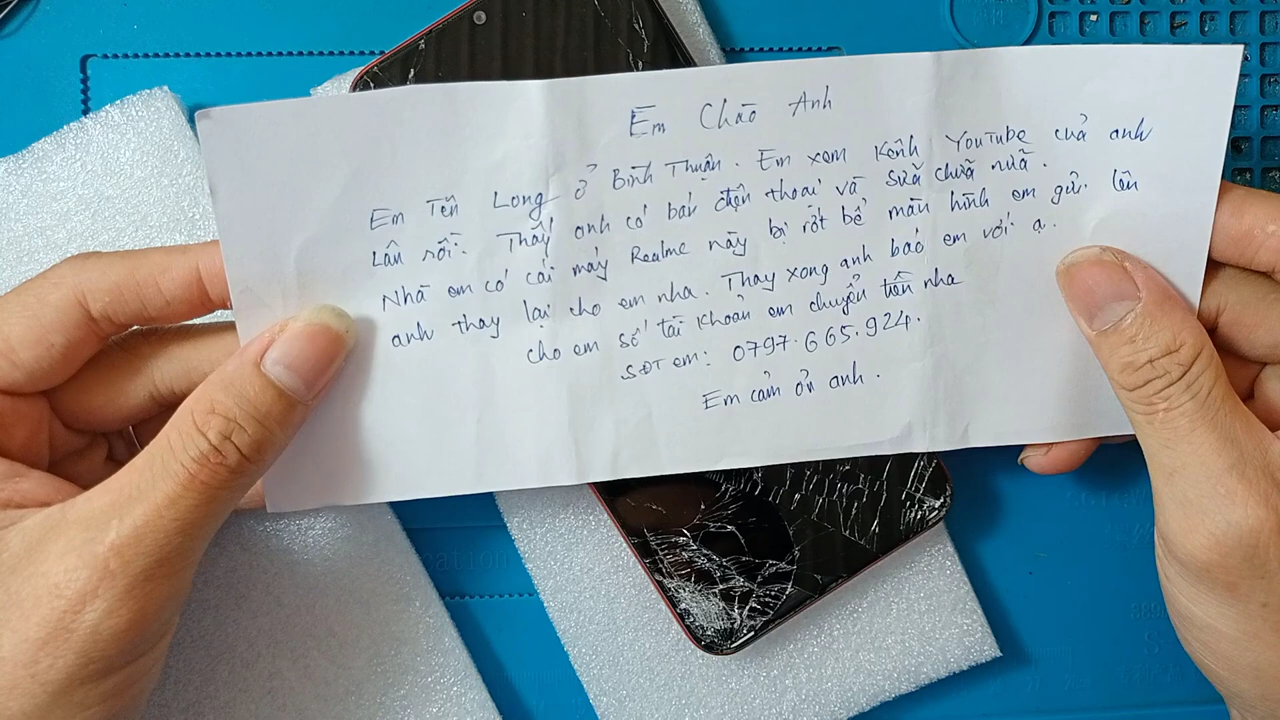 Em Chào Anh
Em Tên Long ở Bình Thuận. Em xem Kênh YouTube của anh
Lân rồi. Thấy anh có bán điện thoại và sửa chữa nữa.
Nhà em có cái máy Realme này bị rớt bể màn hình em gửi lên
anh thay lại cho em nha. Thay xong anh báo em với ạ.
cho em số tài khoản em chuyển tiền nha
SĐT em: 0797.665.924.
Em cảm ơn anh.